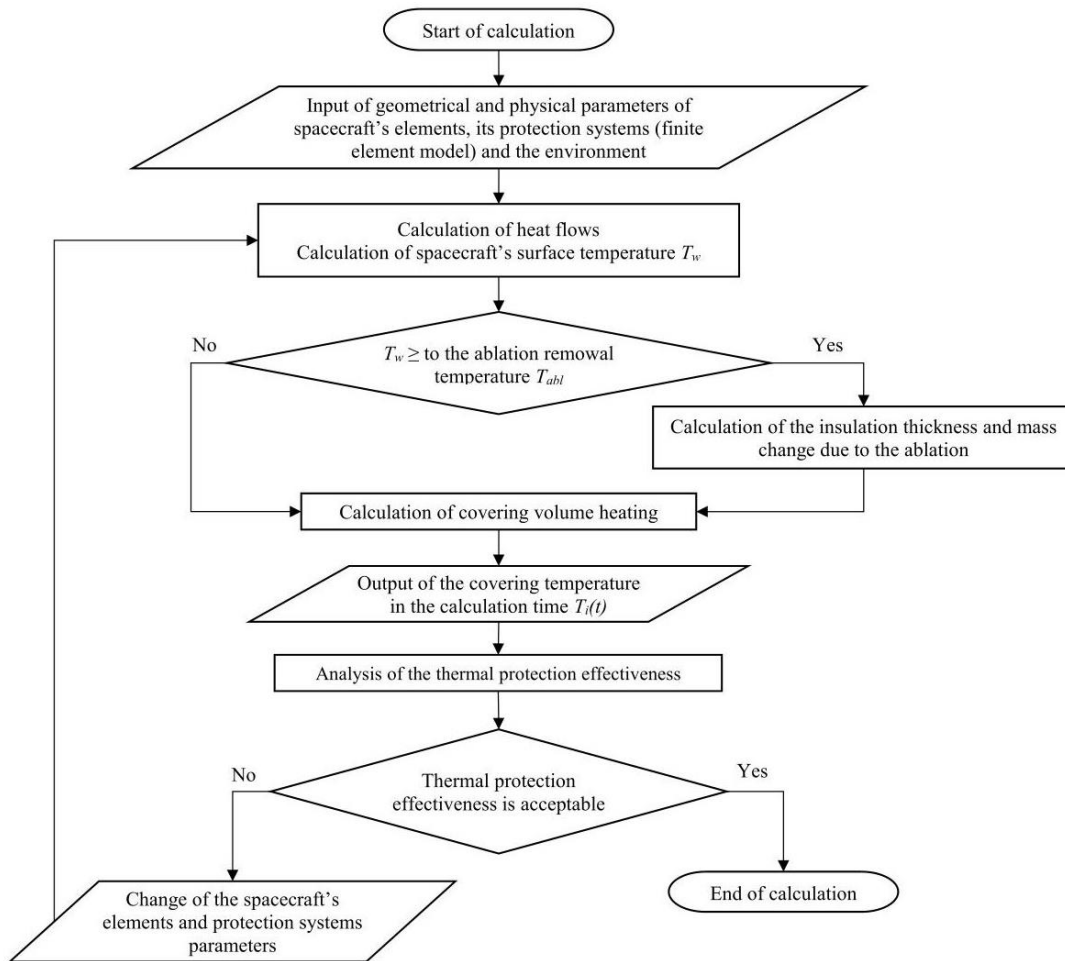 Start of calculation
Input of geometrical and physical parameters of
spacecraft's elements, its protection systems (finite
element model) and the environment
Calculation of heat flows
Calculation of spacecraft's surface temperature Tw
No
Tw ≥ to the ablation remowal
temperature Tabl
Yes
Calculation of the insulation thickness and mass
change due to the ablation
Calculation of covering volume heating
Output of the covering temperature
in the calculation time Ti(t)
Analysis of the thermal protection effectiveness
No
Thermal protection
effectiveness is acceptable
Yes
Change of the spacecraft's
elements and protection systems
parameters
End of calculation